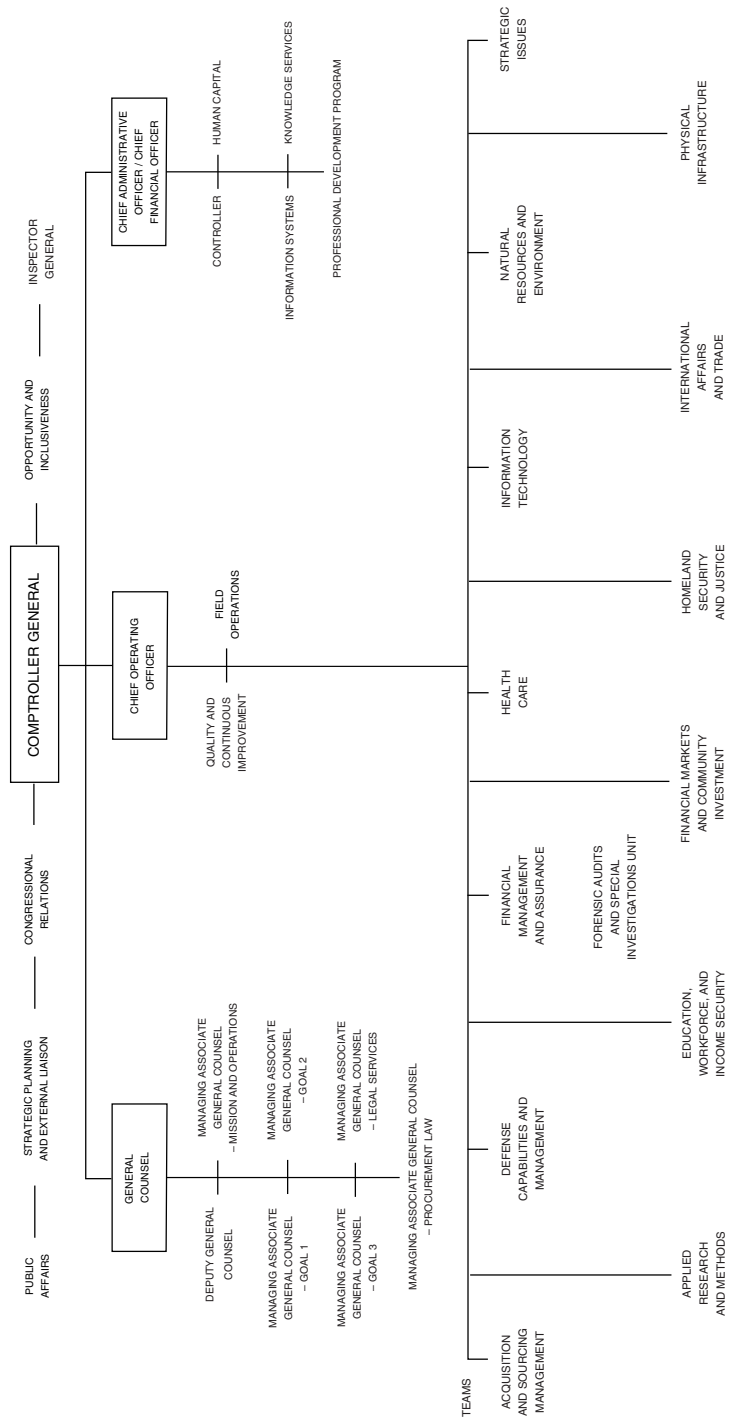 PUBLIC
AFFAIRS
STRATEGIC PLANNING
AND EXTERNAL LIAISON
CONGRESSIONAL
RELATIONS
COMPTROLLER GENERAL
OPPORTUNITY AND
INCLUSIVENESS
INSPECTOR
GENERAL
GENERAL
COUNSEL
CHIEF OPERATING
OFFICER
CHIEF ADMINISTRATIVE
OFFICER / CHIEF
FINANCIAL OFFICER
DEPUTY GENERAL
COUNSEL
MANAGING ASSOCIATE
GENERAL COUNSEL
– MISSION AND OPERATIONS
MANAGING ASSOCIATE
GENERAL COUNSEL
– GOAL 1
MANAGING ASSOCIATE
GENERAL COUNSEL
– GOAL 2
MANAGING ASSOCIATE
GENERAL COUNSEL
– GOAL 3
MANAGING ASSOCIATE
GENERAL COUNSEL
– LEGAL SERVICES
MANAGING ASSOCIATE GENERAL COUNSEL
– PROCUREMENT LAW
QUALITY AND
CONTINUOUS
IMPROVEMENT
FIELD
OPERATIONS
CONTROLLER
HUMAN CAPITAL
INFORMATION SYSTEMS
KNOWLEDGE SERVICES
PROFESSIONAL DEVELOPMENT PROGRAM
TEAMS
ACQUISITION
AND SOURCING
MANAGEMENT
DEFENSE
CAPABILITIES AND
MANAGEMENT
FINANCIAL
MANAGEMENT
AND ASSURANCE
FORENSIC AUDITS
AND SPECIAL
INVESTIGATIONS UNIT
HEALTH
CARE
INFORMATION
TECHNOLOGY
NATURAL
RESOURCES AND
ENVIRONMENT
STRATEGIC
ISSUES
APPLIED
RESEARCH
AND METHODS
EDUCATION,
WORKFORCE, AND
INCOME SECURITY
FINANCIAL MARKETS
AND COMMUNITY
INVESTMENT
HOMELAND
SECURITY
AND JUSTICE
INTERNATIONAL
AFFAIRS
AND TRADE
PHYSICAL
INFRASTRUCTURE